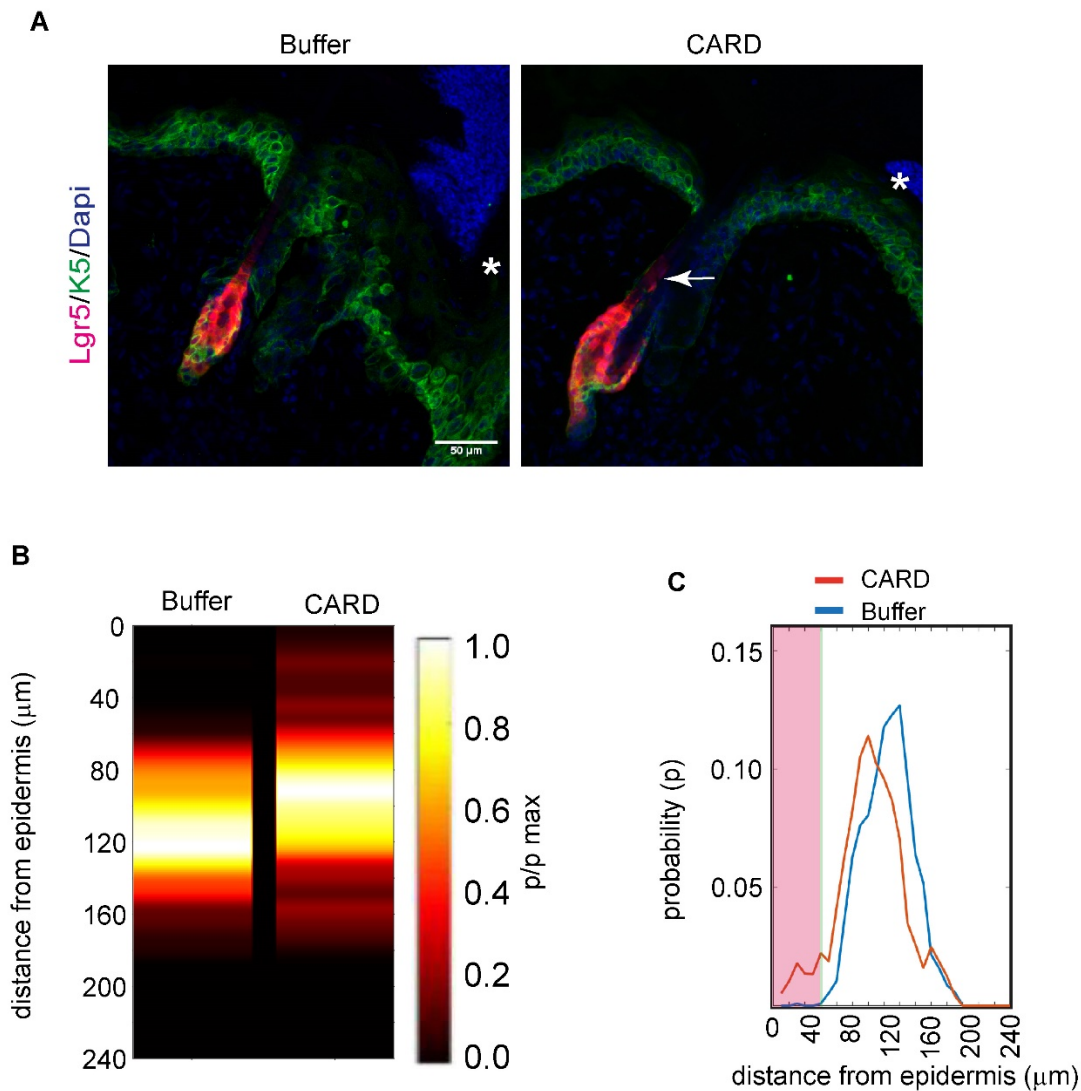 A
Buffer
CARD
Lgr5/K5/Dapi
*
*
50 µm
B
Buffer
CARD
distance from epidermis (µm)
0
40
80
120
160
200
240
1.0
0.8
0.6
0.4
0.2
0.0
p/p max
C
CARD
Buffer
probability (p)
0.15
0.10
0.05
0
40
80
120
160
200
240
distance from epidermis (µm)